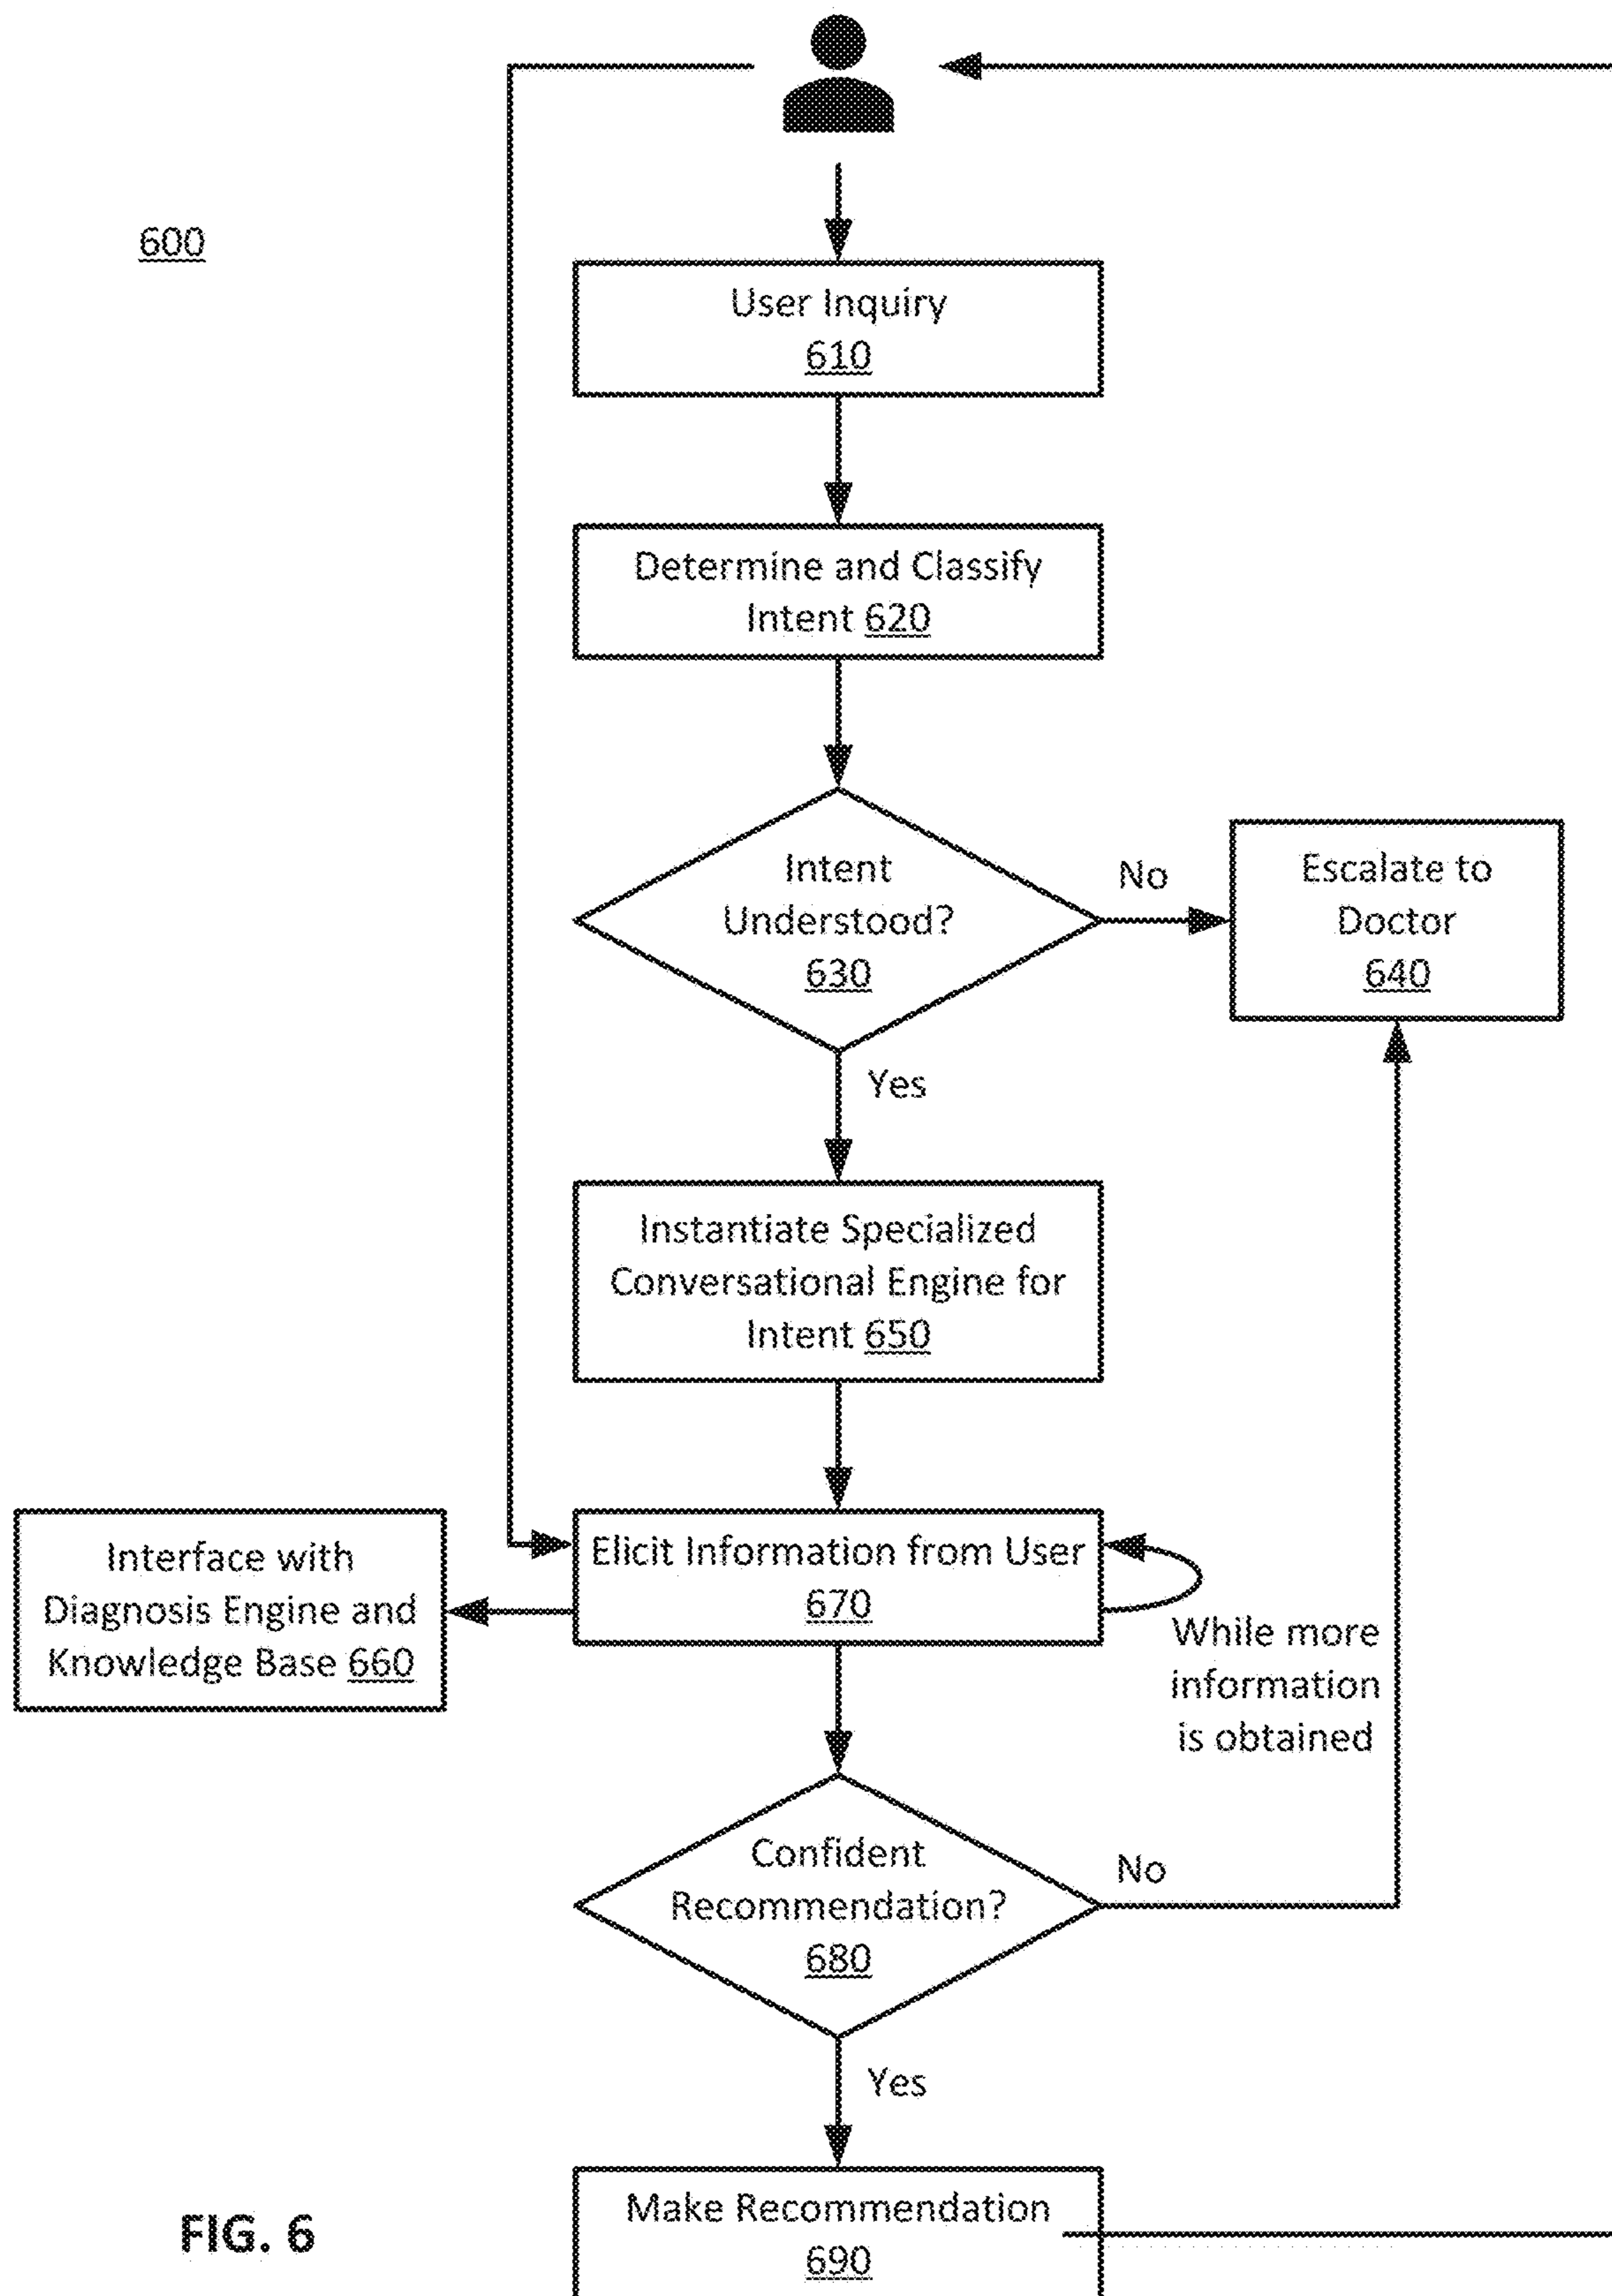 600
User Inquiry
610
Determine and Classify
Intent 620
Intent
Understood?
630
No
Escalate to
Doctor
640
Yes
Instantiate Specialized
Conversational Engine for
Intent 650
Interface with
Diagnosis Engine and
Knowledge Base 660
Elicit Information from User
670
While more
information
is obtained
Confident
Recommendation?
680
No
Yes
Make Recommendation
690
FIG. 6